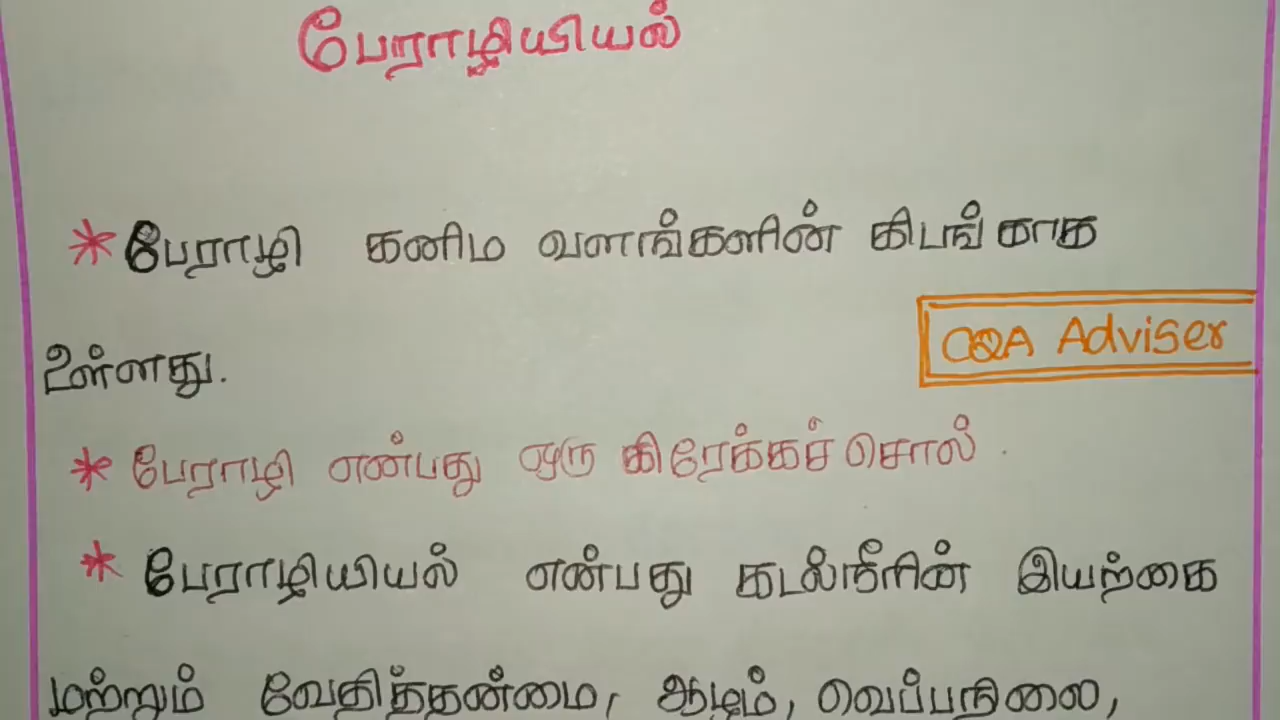 பேராழியியல்
* பேராழி கனிம வளங்களின் கிடங்காக
உள்ளது.
C&A Adviser
* பேராழி என்பது ஒரு கிரேக்கச் சொல்.
* பேராழியியல் என்பது கடல்நீரின் இயற்கை
மற்றும் வேதித்தன்மை, ஆழம், வெப்பநிலை,